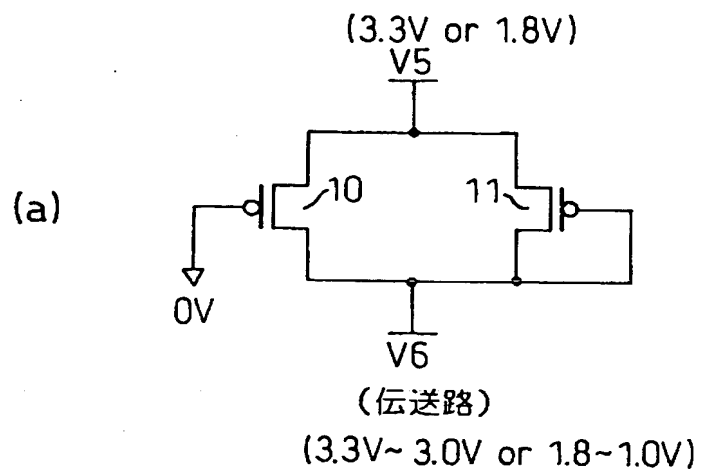 (3.3V or 1.8V)
V5
(a)
10
11
0V
V6
(伝送路)
(3.3V~3.0V or 1.8~1.0V)